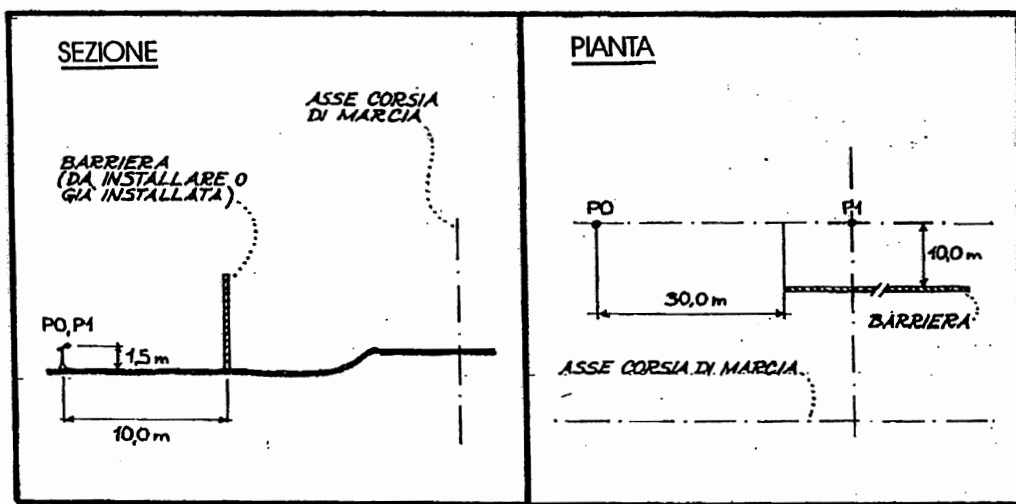 SEZIONE
ASSE CORSIA
DI MARCIA
BARRIERA
(DA INSTALLARE O
GIÀ INSTALLATA)
P0,P1
1,5 m
10,0 m
PIANTA
P0
P1
10,0 m
30,0 m
BARRIERA
ASSE CORSIA DI MARCIA